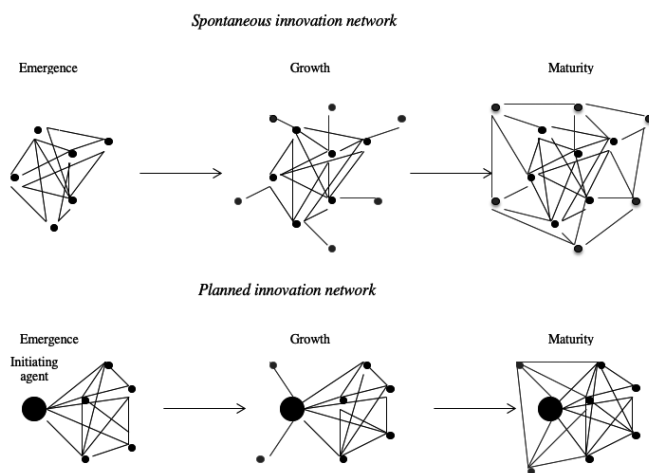 Spontaneous innovation network
Emergence
Growth
Maturity
Planned innovation network
Emergence
Growth
Maturity
Initiating
agent